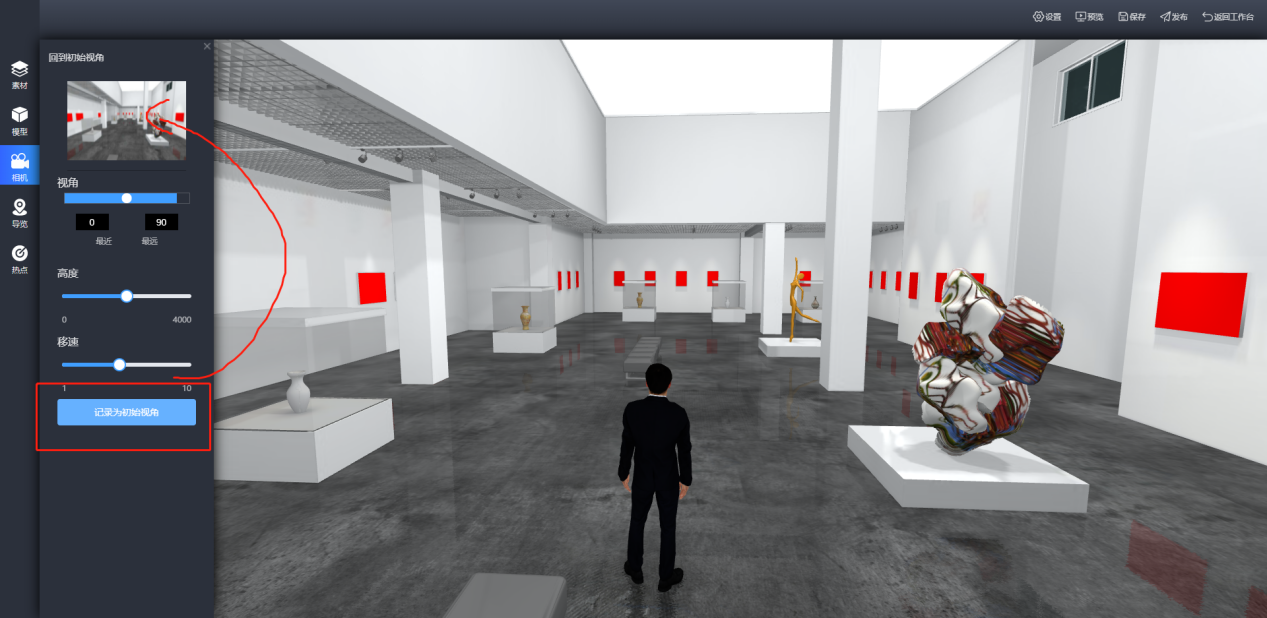 设置 预览 保存 发布 返回工作台
素材
模型
相机
导览
热点
回到初始视角
视角
0 90
最近 最远
高度
0 4000
移速
1 10
记录为初始视角